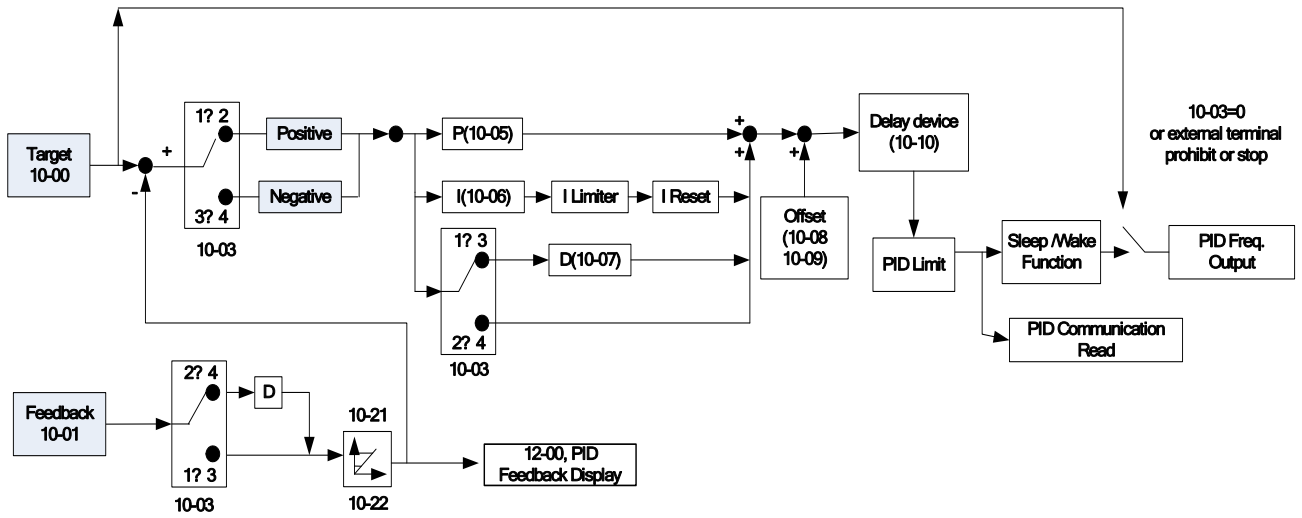 10-03=0
or external terminal
prohibit or stop
Target
10-00
+
-
1? 2
3? 4
10-03
Positive
Negative
P(10-05)
I(10-06)
I Limiter
I Reset
1? 3
2? 4
10-03
D(10-07)
+
+
+
Offset
(10-08
10-09)
Delay device
(10-10)
PID Limit
Sleep /Wake
Function
PID Freq.
Output
PID Communication
Read
Feedback
10-01
2? 4
1? 3
10-03
D
10-21
10-22
12-00, PID
Feedback Display